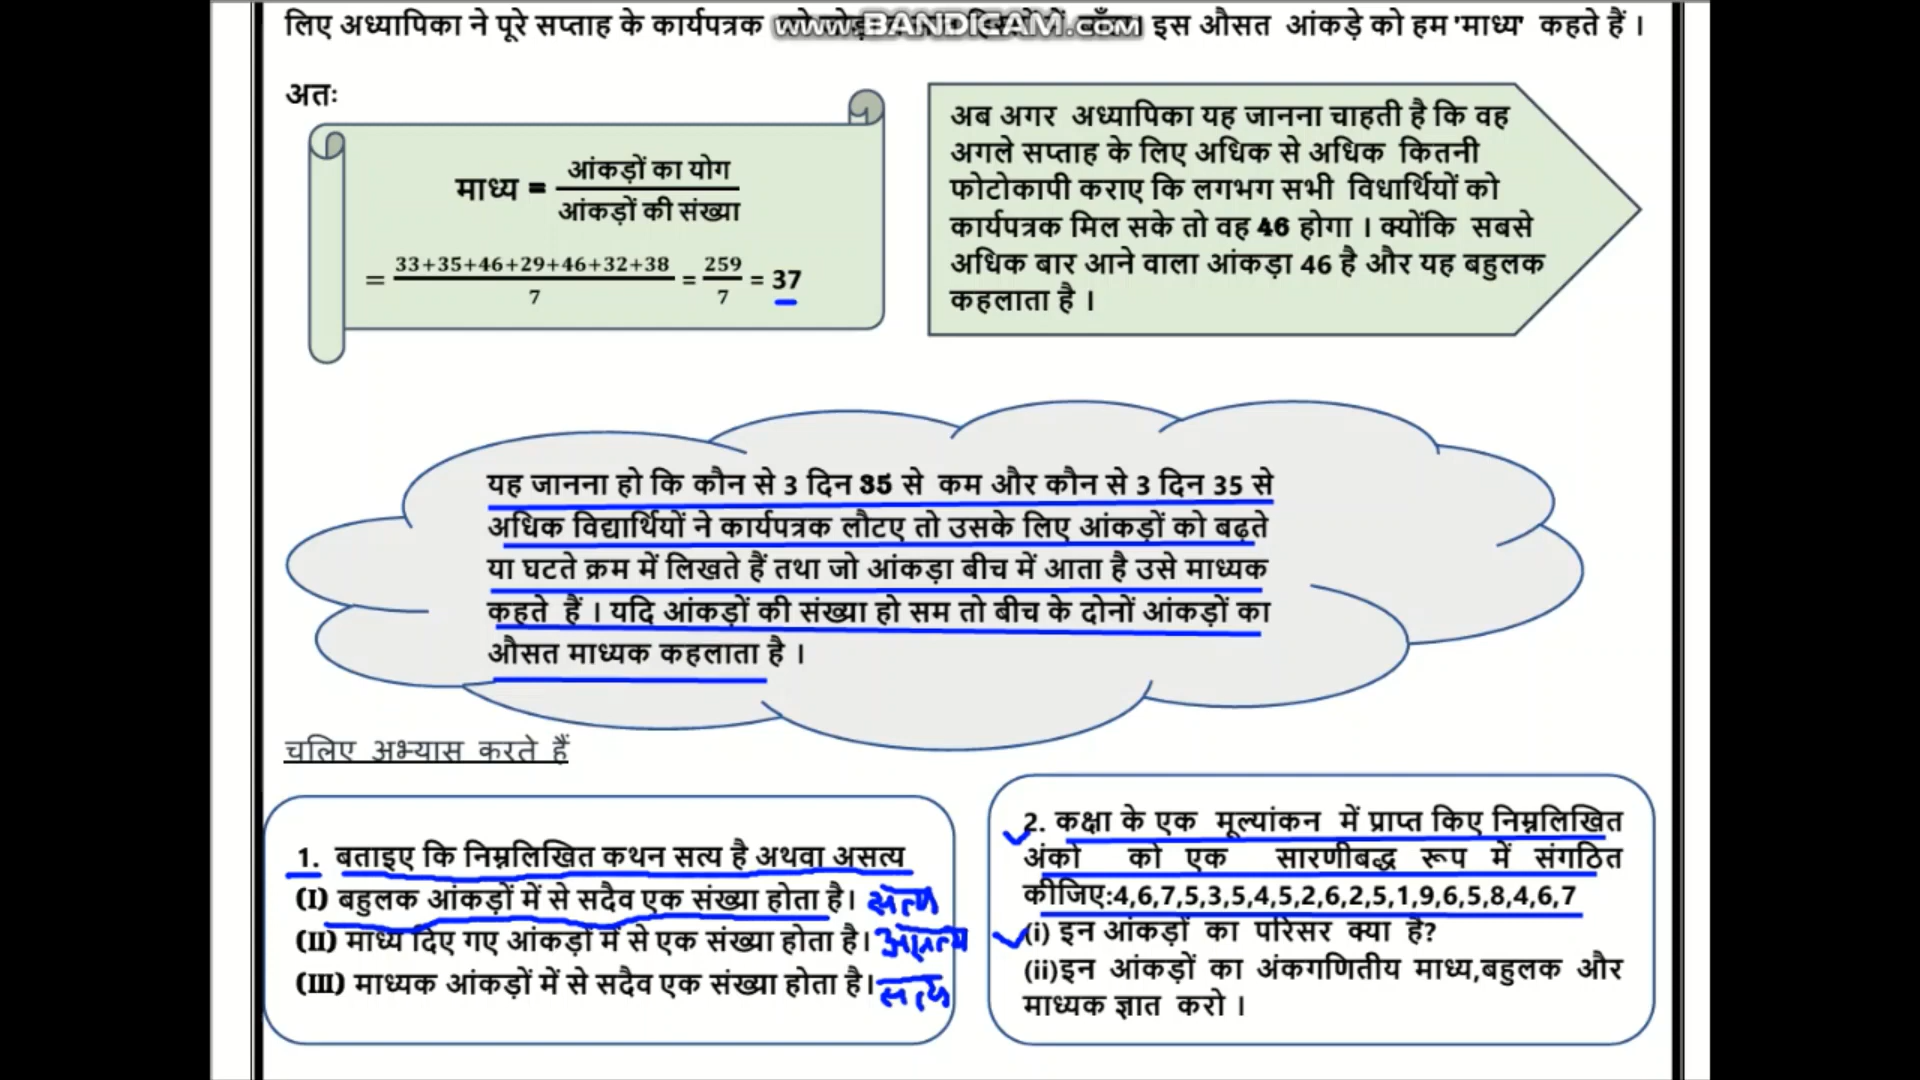 लिए अध्यापिका ने पूरे सप्ताह के कार्यपत्रक इस औसत आंकड़े को हम 'माध्य' कहते हैं ।
www.BANDICAM.com
अतः
माध्य = आंकड़ों का योग / आंकड़ों की संख्या
= 33+35+46+29+46+32+38 / 7 = 259 / 7 = 37
अब अगर अध्यापिका यह जानना चाहती है कि वह
अगले सप्ताह के लिए अधिक से अधिक कितनी
फोटोकापी कराए कि लगभग सभी विधार्थियों को
कार्यपत्रक मिल सके तो वह 46 होगा । क्योंकि सबसे
अधिक बार आने वाला आंकड़ा 46 है और यह बहुलक
कहलाता है ।
यह जानना हो कि कौन से 3 दिन 35 से कम और कौन से 3 दिन 35 से
अधिक विद्यार्थियों ने कार्यपत्रक लौटए तो उसके लिए आंकड़ों को बढ़ते
या घटते क्रम में लिखते हैं तथा जो आंकड़ा बीच में आता है उसे माध्यक
कहते हैं । यदि आंकड़ों की संख्या हो सम तो बीच के दोनों आंकड़ों का
औसत माध्यक कहलाता है ।
चलिए अभ्यास करते हैं
1. बताइए कि निम्नलिखित कथन सत्य है अथवा असत्य
(I) बहुलक आंकड़ों में से सदैव एक संख्या होता है। सत्य
(II) माध्य दिए गए आंकड़ों में से एक संख्या होता है। असत्य
(III) माध्यक आंकड़ों में से सदैव एक संख्या होता है। सत्य
2. कक्षा के एक मूल्यांकन में प्राप्त किए निम्नलिखित
अंको को एक सारणीबद्ध रूप में संगठित
कीजिए:4,6,7,5,3,5,4,5,2,6,2,5,1,9,6,5,8,4,6,7
(i) इन आंकड़ों का परिसर क्या है?
(ii)इन आंकड़ों का अंकगणितीय माध्य,बहुलक और
माध्यक ज्ञात करो ।